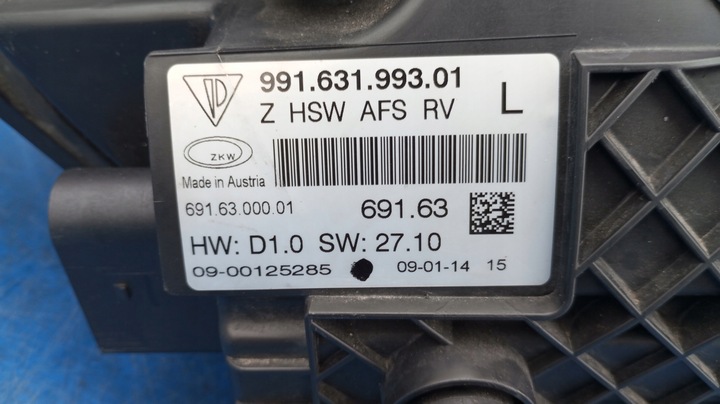 991.631.993.01
Z HSW AFS RV L
ZKW
Made in Austria
691.63.000.01 691.63
HW: D1.0 SW: 27.10
09-00125285 09-01-14 15